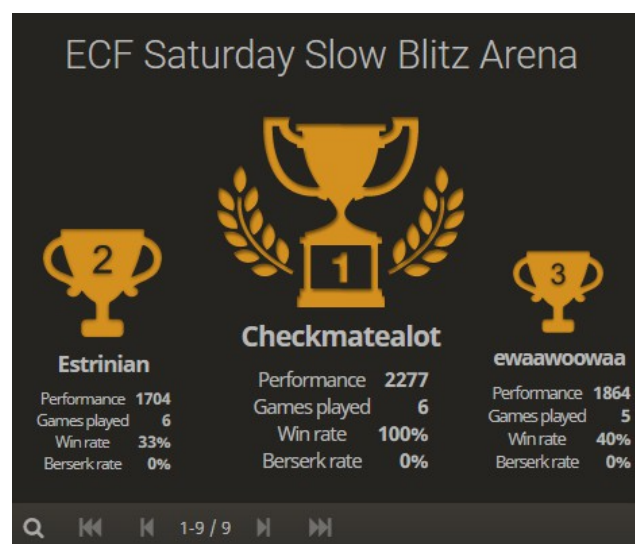 ECF Saturday Slow Blitz Arena
2
Estrinian
Performance 1704
Games played 6
Win rate 33%
Berserk rate 0%
1
Checkmatealot
Performance 2277
Games played 6
Win rate 100%
Berserk rate 0%
3
ewaawoowaa
Performance 1864
Games played 5
Win rate 40%
Berserk rate 0%
1-9 / 9